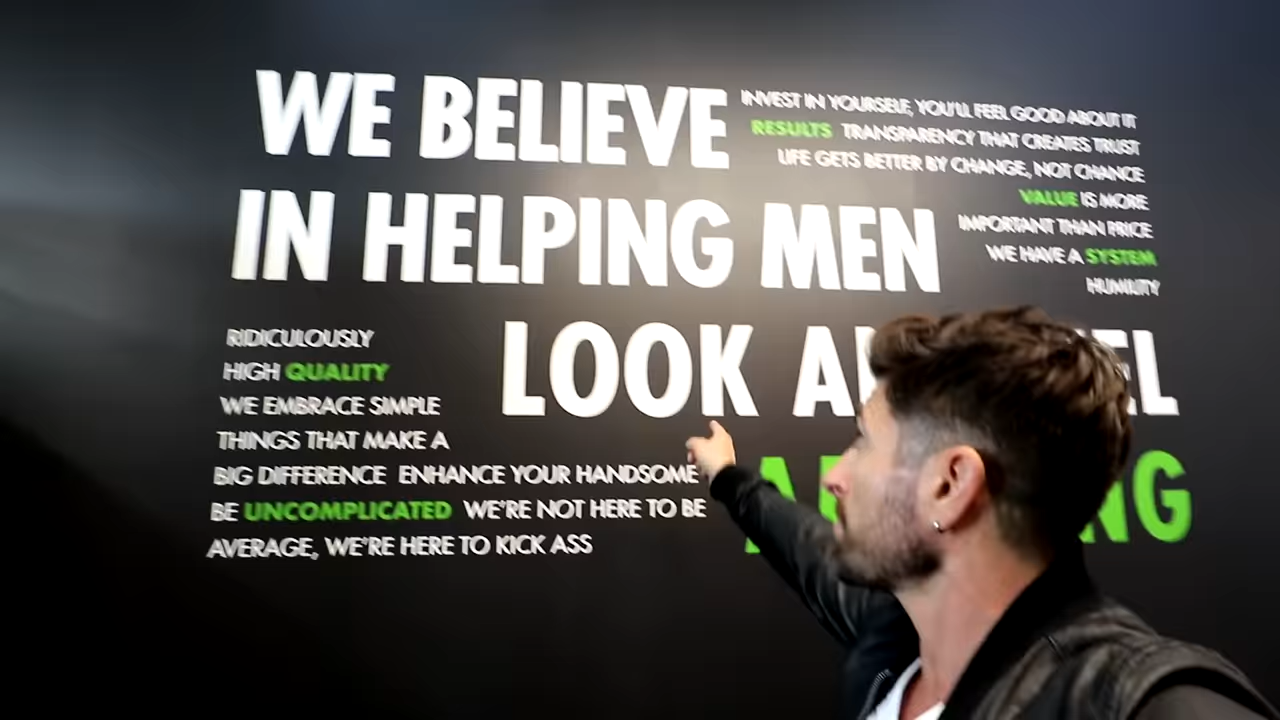 WE BELIEVE
IN HELPING MEN
LOOK
INVEST IN YOURSELF, YOU'LL FEEL GOOD ABOUT IT
RESULTS TRANSPARENCY THAT CREATES TRUST
LIFE GETS BETTER BY CHANGE, NOT CHANCE
VALUE IS MORE
IMPORTANT THAN PRICE
WE HAVE A SYSTEM
HUMILITY
RIDICULOUSLY
HIGH QUALITY
WE EMBRACE SIMPLE
THINGS THAT MAKE A
BIG DIFFERENCE ENHANCE YOUR HANDSOME
BE UNCOMPLICATED WE'RE NOT HERE TO BE
AVERAGE, WE'RE HERE TO KICK ASS